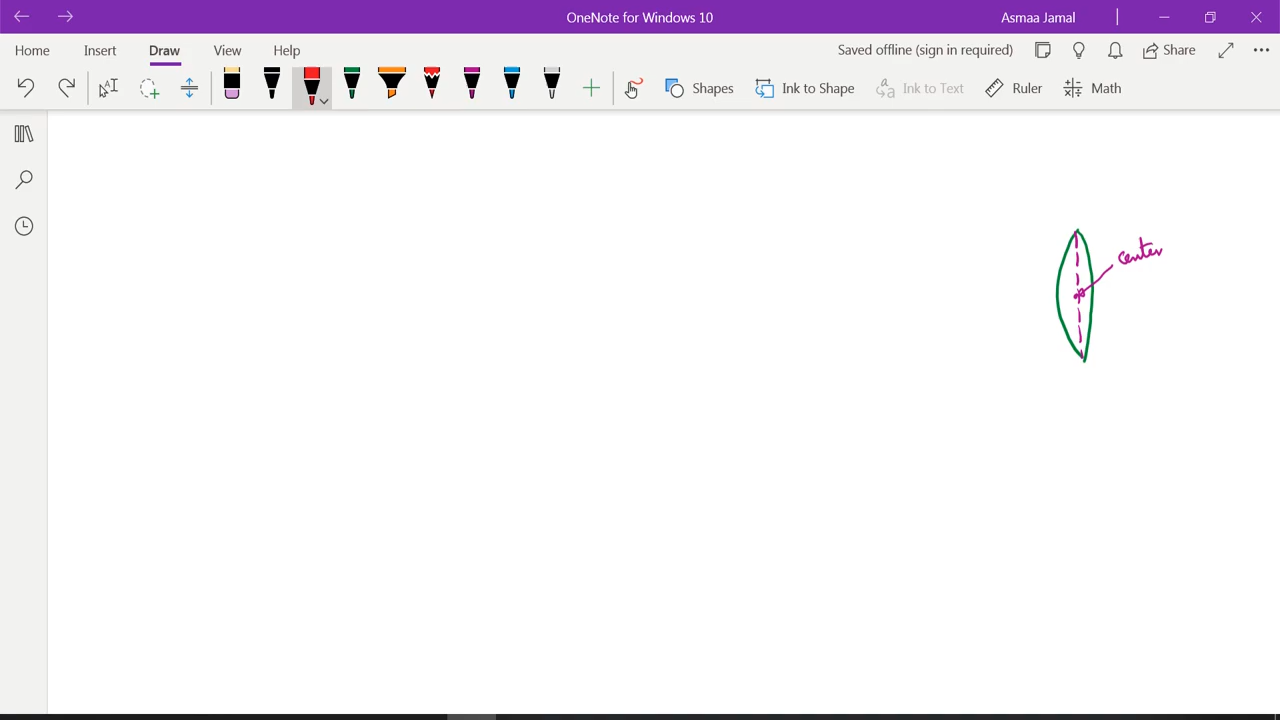 OneNote for Windows 10
Asmaa Jamal
Home Insert Draw View Help
Saved offline (sign in required)
Share
Shapes
Ink to Shape
Ink to Text
Ruler
Math
center